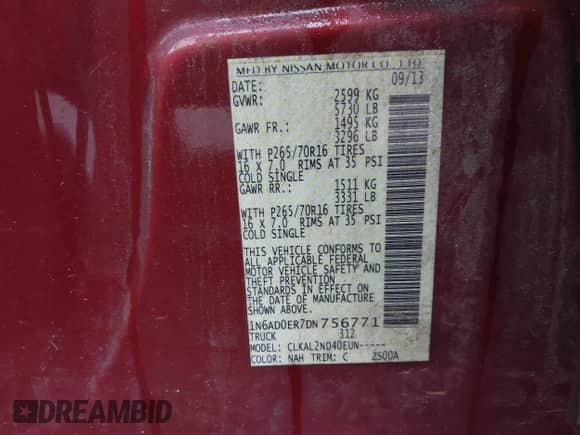 MFD BY NISSAN MOTOR CO., LTD.
DATE: 09/13
GVWR: 2599 KG
5730 LB
GAWR FR.: 1495 KG
3296 LB
WITH P265/70R16 TIRES
16 X 7.0 RIMS AT 35 PSI
COLD SINGLE
GAWR RR.: 1511 KG
3331 LB
WITH P265/70R16 TIRES
16 X 7.0 RIMS AT 35 PSI
COLD SINGLE
THIS VEHICLE CONFORMS TO
ALL APPLICABLE FEDERAL
MOTOR VEHICLE SAFETY AND
THEFT PREVENTION
STANDARDS IN EFFECT ON
THE DATE OF MANUFACTURE
SHOWN ABOVE.
1N6AD0ER7DN756771
TRUCK 312
MODEL: CLKAL2N040EUN-----
COLOR: NAH TRIM: C 2500A
DREAMBID